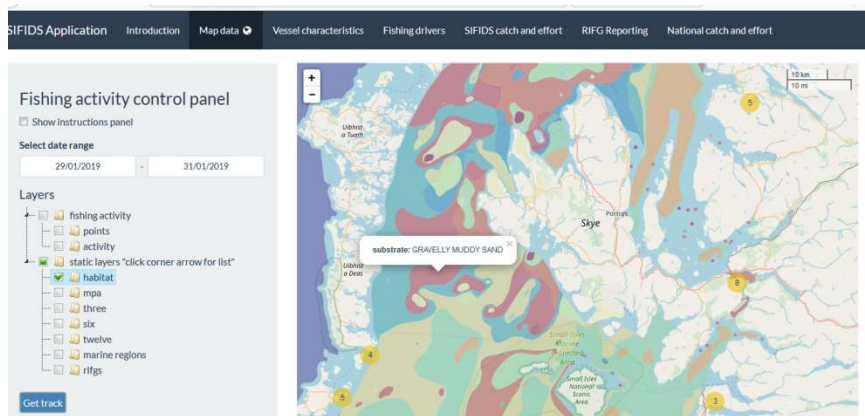 SIFIDS Application
Introduction
Map data
Vessel characteristics
Fishing drivers
SIFIDS catch and effort
RIFG Reporting
National catch and effort
Fishing activity control panel
Show instructions panel
Select date range
29/01/2019 - 31/01/2019
Layers
fishing activity
points
activity
static layers "click corner arrow for list"
habitat
mpa
three
six
twelve
marine regions
rifgs
Get track
+
−
10 km
10 mi
5
Uibhist
a Tuath
Portree
Skye
substrate: GRAVELLY MUDDY SAND ×
Uibhist
a Deas
8
Small Isles
Marine
Protected
Area
4
Small Isles
National
Scenic
Area
5
3